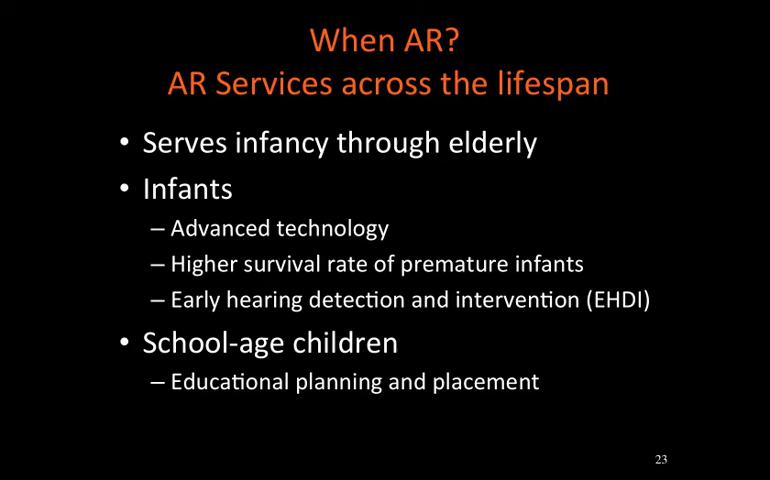 When AR?
AR Services across the lifespan
• Serves infancy through elderly
• Infants
– Advanced technology
– Higher survival rate of premature infants
– Early hearing detection and intervention (EHDI)
• School-age children
– Educational planning and placement
23